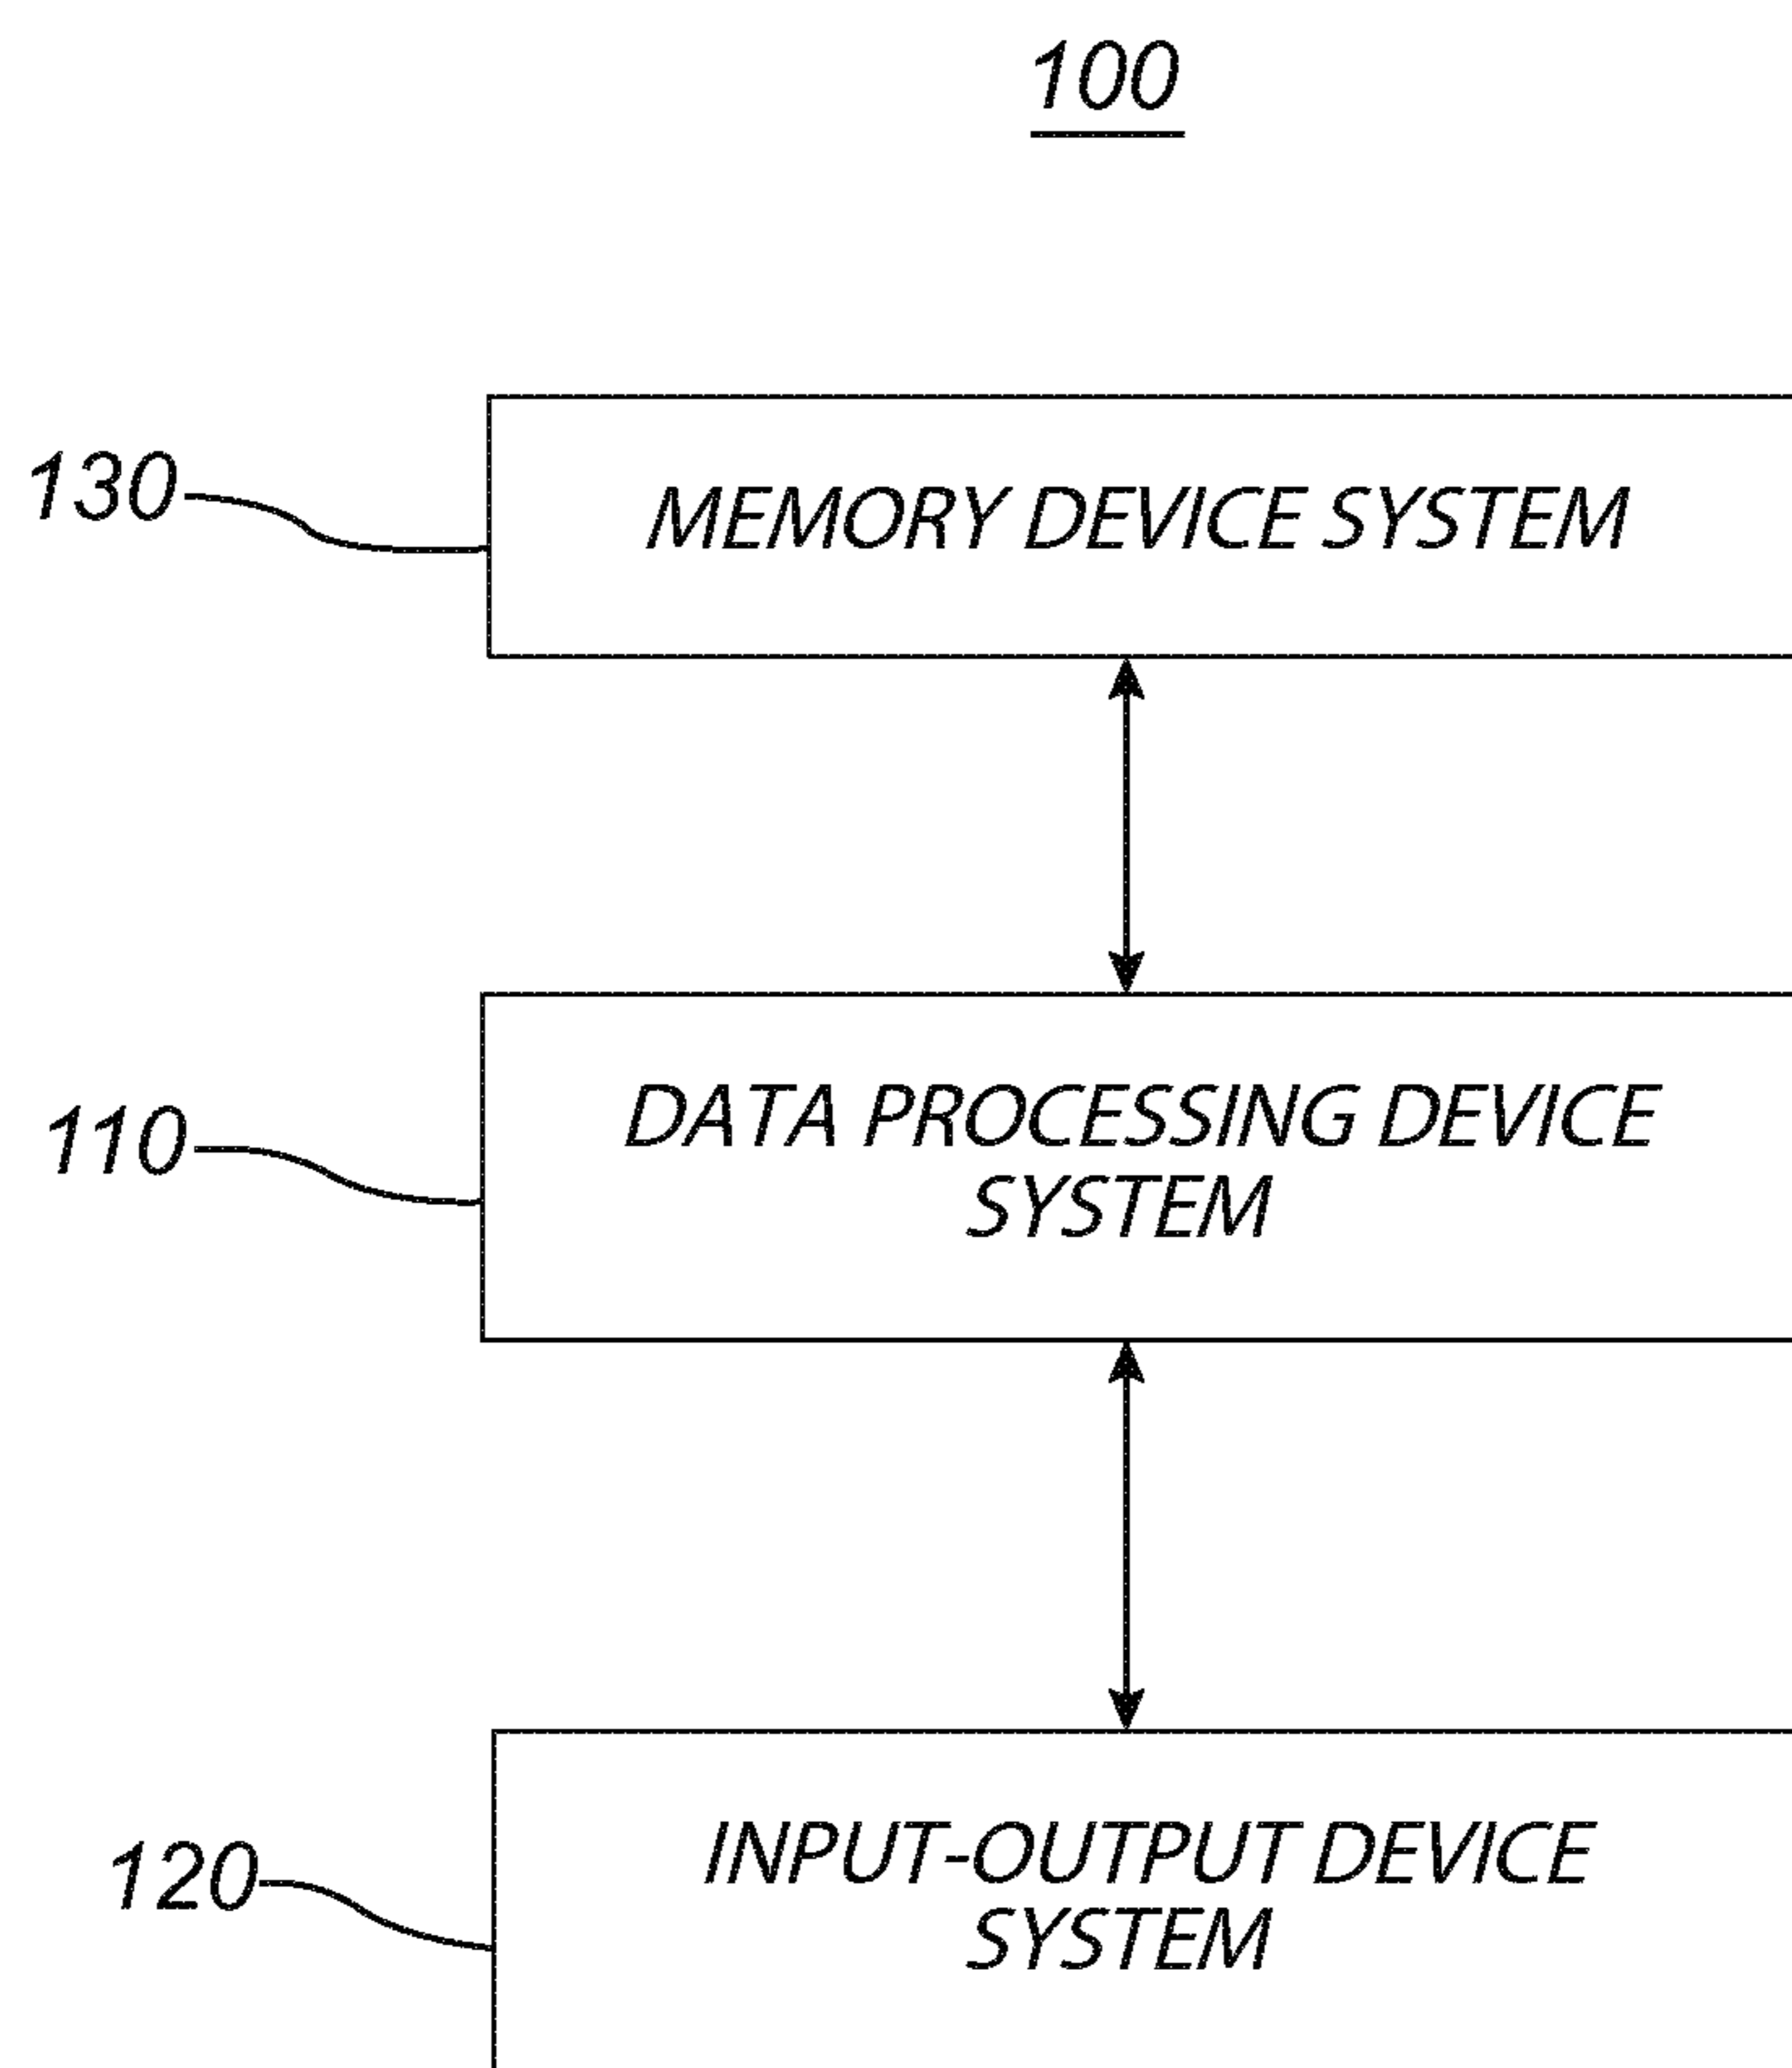 100
130
MEMORY DEVICE SYSTEM
110
DATA PROCESSING DEVICE
SYSTEM
120
INPUT-OUTPUT DEVICE
SYSTEM